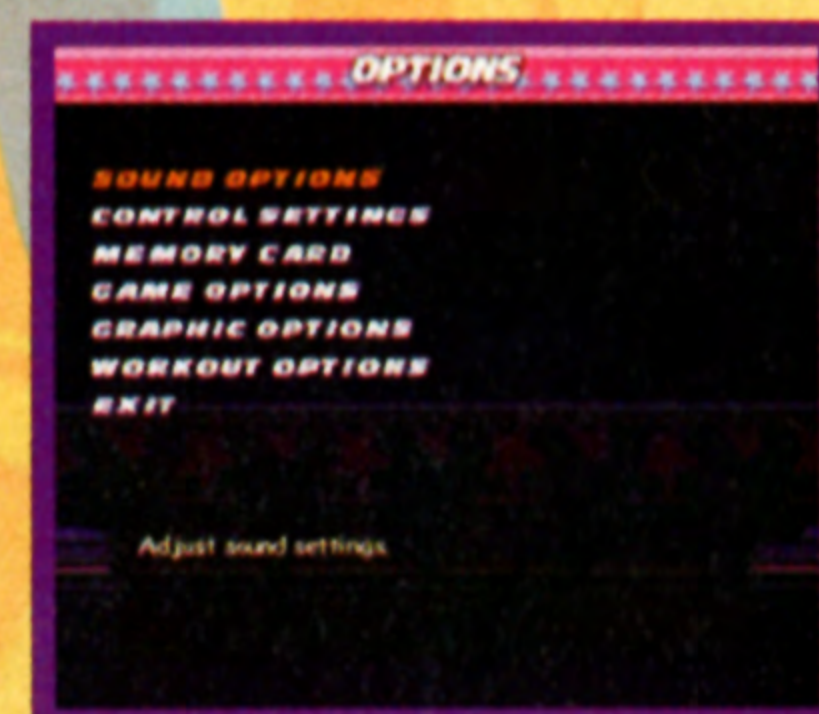 OPTIONS
SOUND OPTIONS
CONTROL SETTINGS
MEMORY CARD
GAME OPTIONS
GRAPHIC OPTIONS
WORKOUT OPTIONS
EXIT
Adjust sound settings.